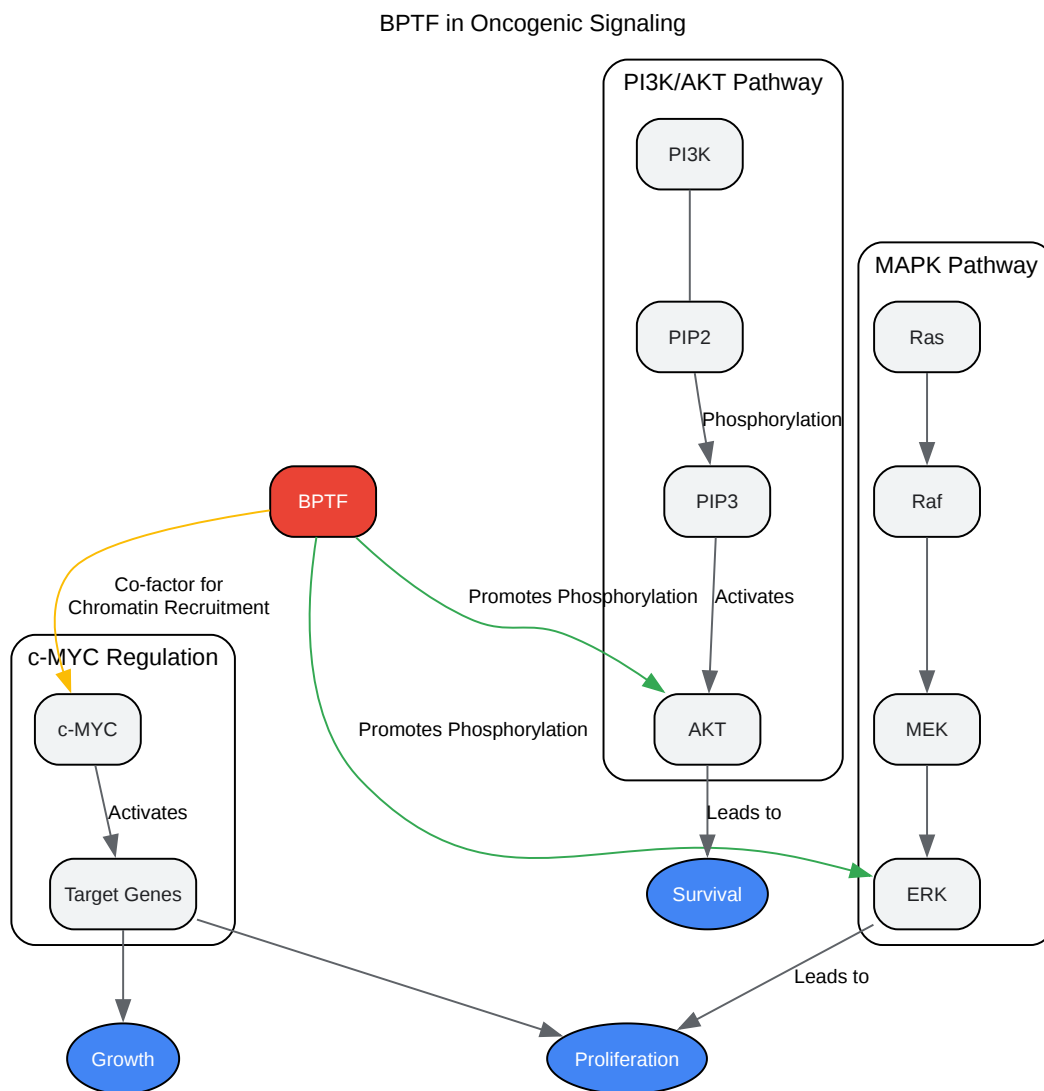 BPTF in Oncogenic Signaling
PI3K/AKT Pathway
PI3K
MAPK Pathway
PIP2
Ras
Phosphorylation
BPTF
PIP3
Raf
Co-factor for
Chromatin Recruitment
Promotes Phosphorylation
Activates
c-MYC Regulation
c-MYC
Promotes Phosphorylation
AKT
MEK
Activates
Leads to
Target Genes
Survival
ERK
Leads to
Growth
Proliferation